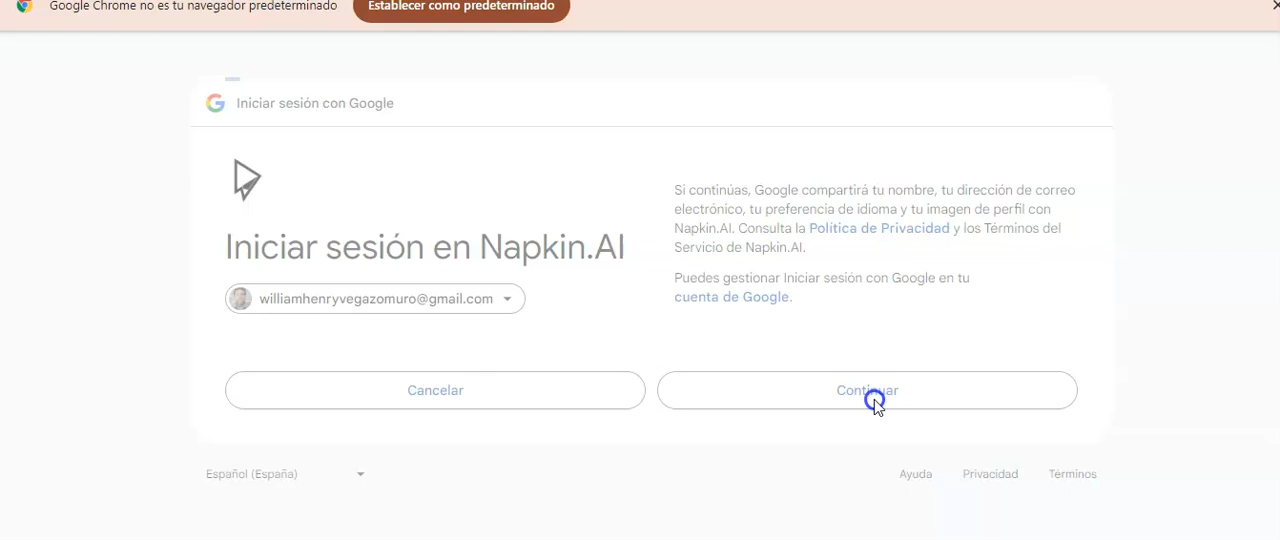 Google Chrome no es tu navegador predeterminado
Establecer como predeterminado
Iniciar sesión con Google
Iniciar sesión en Napkin.AI
williamhenryvegazomuro@gmail.com
Si continúas, Google compartirá tu nombre, tu dirección de correo
electrónico, tu preferencia de idioma y tu imagen de perfil con
Napkin.AI. Consulta la Política de Privacidad y los Términos del
Servicio de Napkin.AI.
Puedes gestionar Iniciar sesión con Google en tu
cuenta de Google.
Cancelar
Continuar
Español (España)
Ayuda
Privacidad
Términos